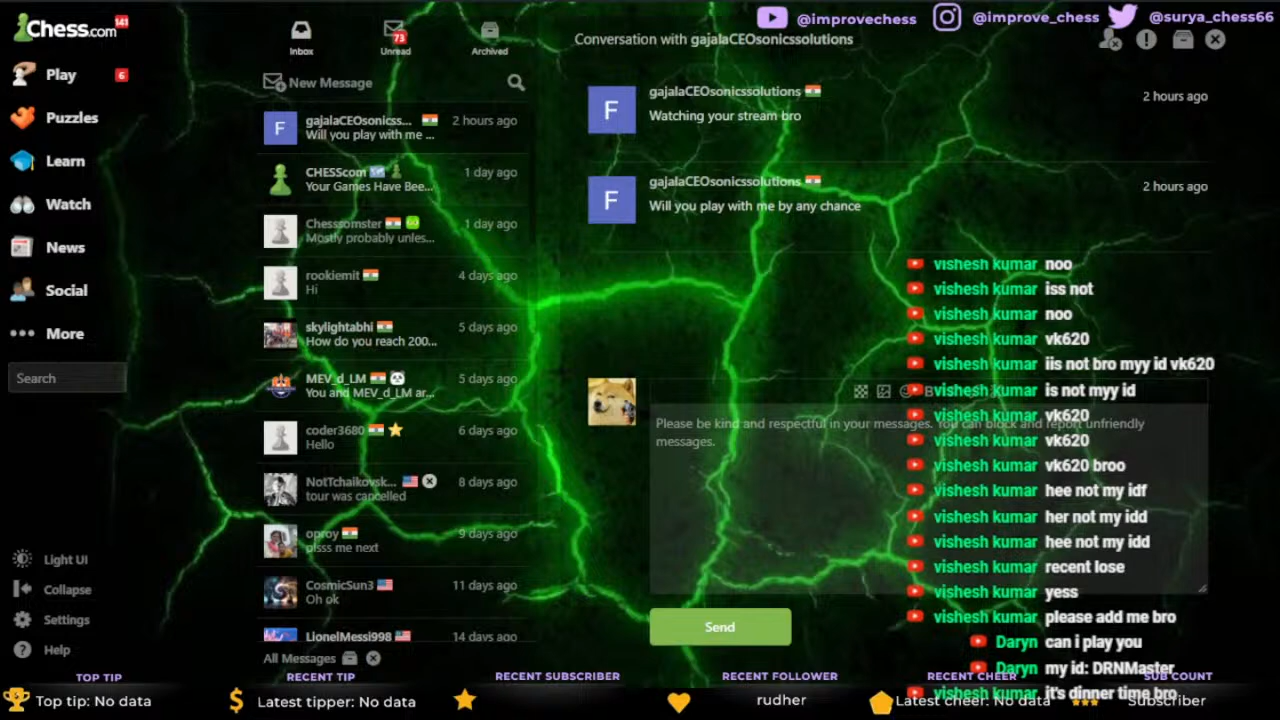 Chess.com
141
Play
6
Puzzles
Learn
Watch
News
Social
More
Search
Light UI
Collapse
Settings
Help
Inbox
73
Unread
Archived
New Message
F
gajalaCEOsonicss...
2 hours ago
Will you play with me ...
CHESScom
1 day ago
Your Games Have Bee...
Chesssomster
1 day ago
Mostly probably unles...
rookiemit
4 days ago
Hi
skylightabhi
5 days ago
How do you reach 200...
MEV_d_LM
5 days ago
You and MEV_d_LM ar...
coder3680
6 days ago
Hello
NotTchaikovsk...
8 days ago
tour was cancelled
oproy
9 days ago
plsss me next
CosmicSun3
11 days ago
Oh ok
LionelMessi998
14 days ago
All Messages
@improvechess
@improve_chess
@surya_chess66
Conversation with gajalaCEOsonicssolutions
F
gajalaCEOsonicssolutions
2 hours ago
Watching your stream bro
F
gajalaCEOsonicssolutions
2 hours ago
Will you play with me by any chance
Please be kind and respectful in your messages. You can block and report unfriendly
messages.
Send
vishesh kumar noo
vishesh kumar iss not
vishesh kumar noo
vishesh kumar vk620
vishesh kumar iis not bro myy id vk620
vishesh kumar is not myy id
vishesh kumar vk620
vishesh kumar vk620
vishesh kumar vk620 broo
vishesh kumar hee not my idf
vishesh kumar her not my idd
vishesh kumar hee not my idd
vishesh kumar recent lose
vishesh kumar yess
vishesh kumar please add me bro
Daryn can i play you
Daryn my id: DRNMaster
vishesh kumar it's dinner time bro
TOP TIP
Top tip: No data
RECENT TIP
Latest tipper: No data
RECENT SUBSCRIBER
RECENT FOLLOWER
rudher
RECENT CHEER
Latest cheer: No data
SUB COUNT
Subscriber